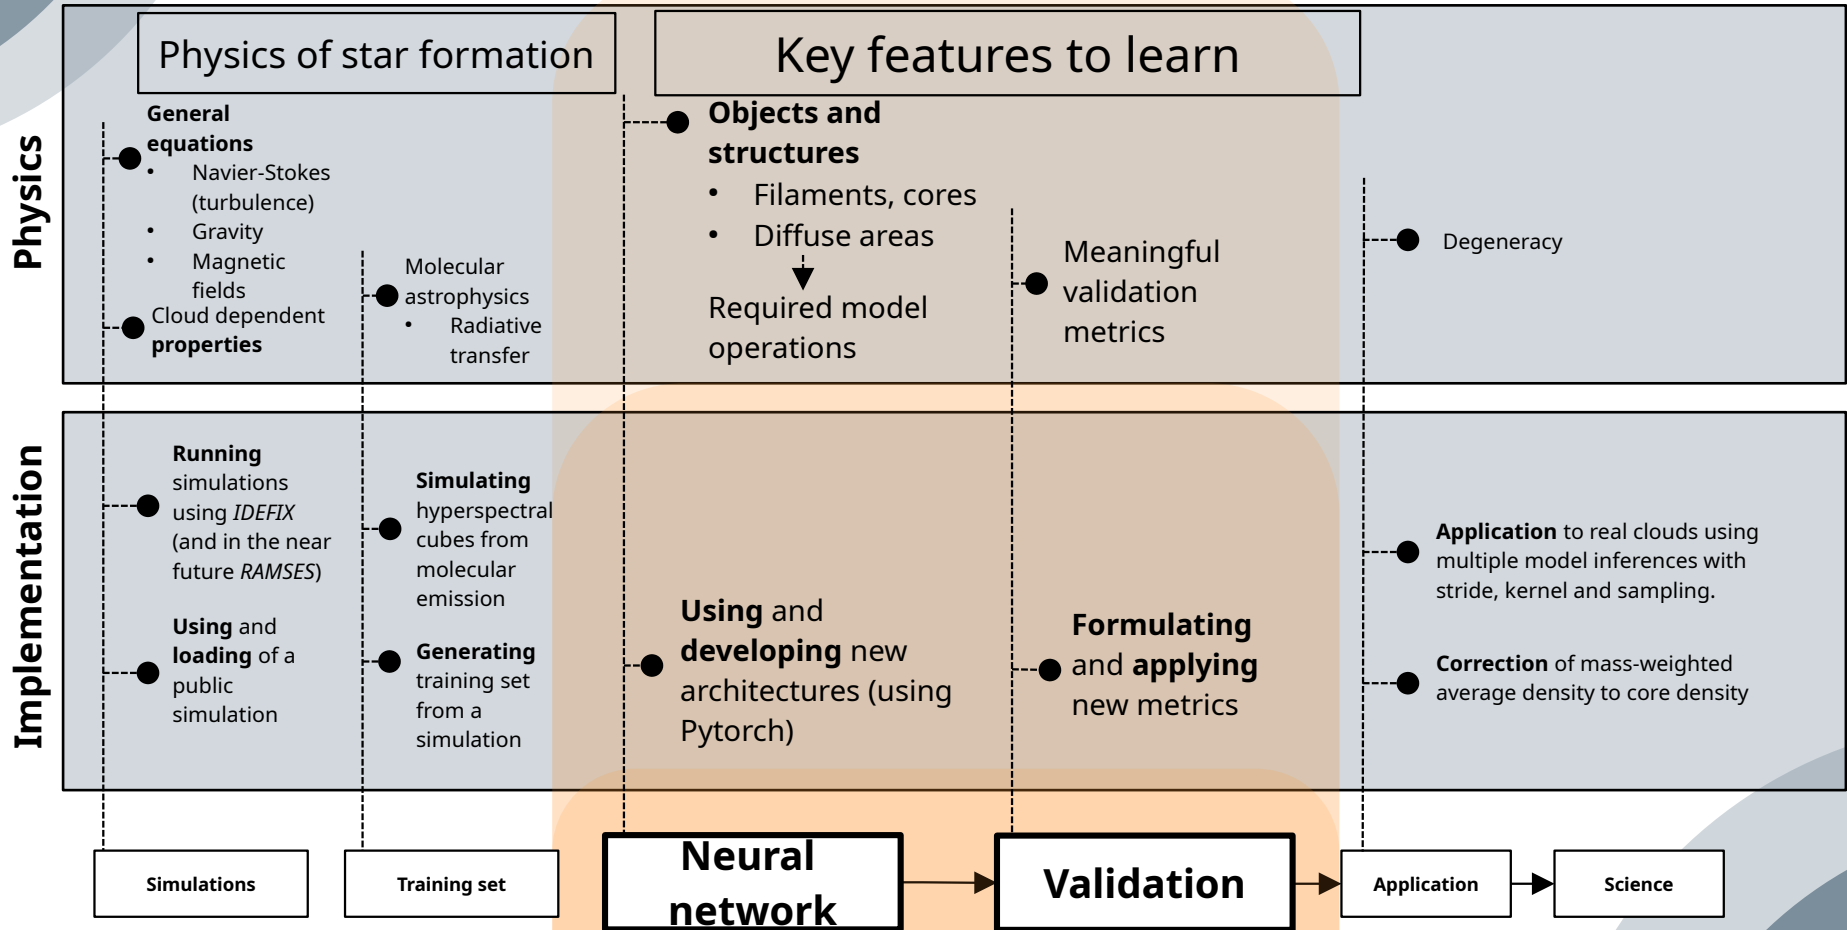 Physics of star formation
Key features to learn
Physics
General
equations
• Navier-Stokes
(turbulence)
• Gravity
• Magnetic
fields
Cloud dependent
properties
Molecular
astrophysics
• Radiative
transfer
Objects and
structures
• Filaments, cores
• Diffuse areas
Required model
operations
Meaningful
validation
metrics
Degeneracy
Implementation
Running
simulations
using IDEFIX
(and in the near
future RAMSES)
Using and
loading of a
public
simulation
Simulating
hyperspectral
cubes from
molecular
emission
Generating
training set
from a
simulation
Using and
developing new
architectures (using
Pytorch)
Formulating
and applying
new metrics
Application to real clouds using
multiple model inferences with
stride, kernel and sampling.
Correction of mass-weighted
average density to core density
Simulations
Training set
Neural
network
Validation
Application
Science